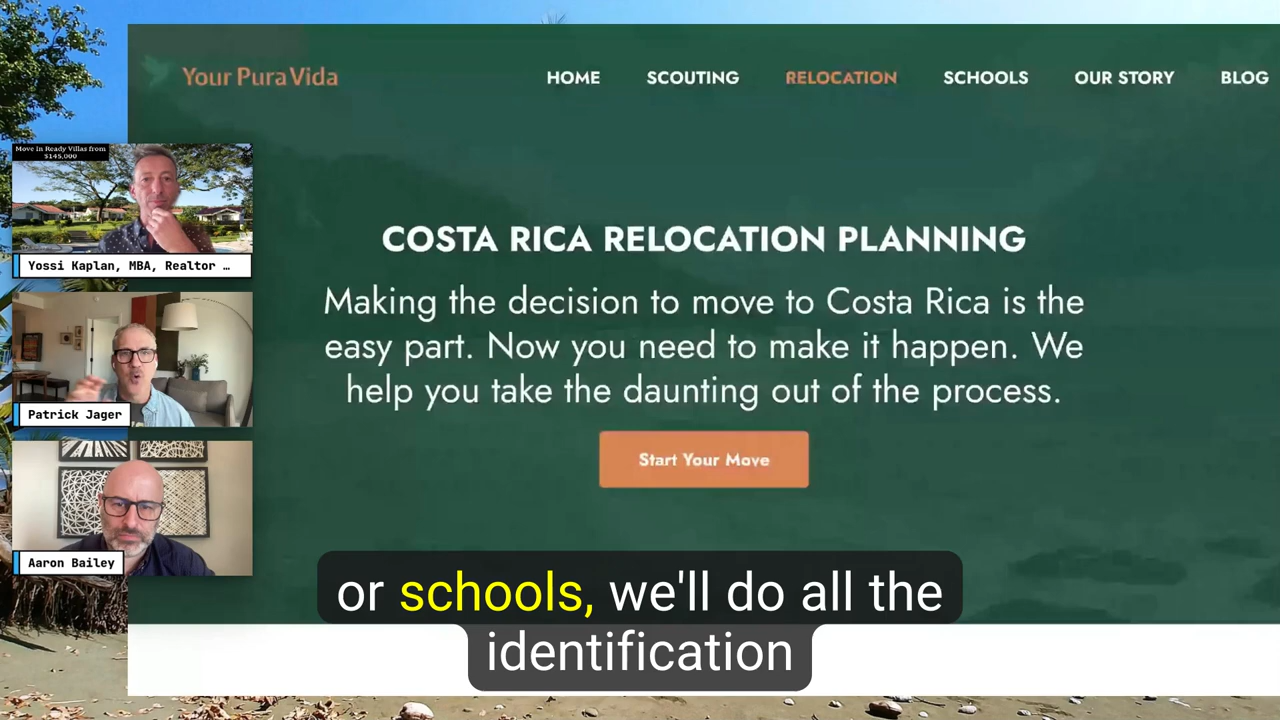 Your Pura Vida
HOME SCOUTING RELOCATION SCHOOLS OUR STORY BLOG
Move In Ready Villas from
$145,000
Yossi Kaplan, MBA, Realtor …
Patrick Jager
Aaron Bailey
COSTA RICA RELOCATION PLANNING
Making the decision to move to Costa Rica is the
easy part. Now you need to make it happen. We
help you take the daunting out of the process.
Start Your Move
or schools, we'll do all the
identification